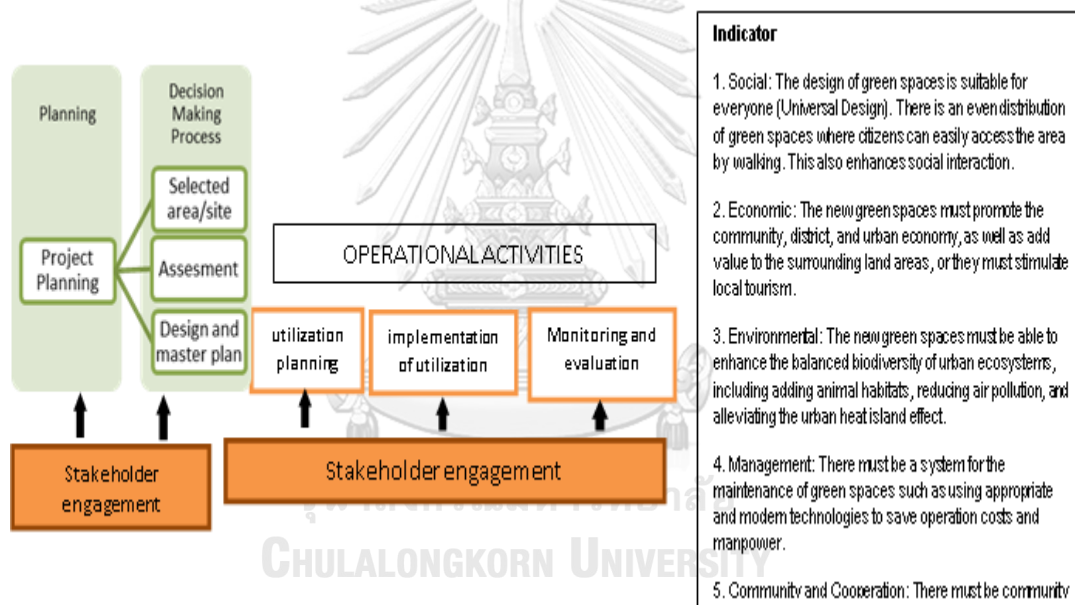 Planning
Decision
Making
Process
Selected
area/site
Project
Planning
Assesment
Design and
master plan
OPERATIONAL ACTIVITIES
utilization
planning
implementation
of utilization
Monitoring and
evaluation
Stakeholder
engagement
Stakeholder engagement
CHULALONGKORN UNIVERSITY
Indicator
1. Social: The design of green spaces is suitable for
everyone (Universal Design). There is an even distribution
of green spaces where citizens can easily access the area
by walking. This also enhances social interaction.
2. Economic: The new green spaces must promote the
community, district, and urban economy, as well as add
value to the surrounding land areas, or they must stimulate
local tourism.
3. Environmental: The new green spaces must be able to
enhance the balanced biodiversity of urban ecosystems,
including adding animal habitats, reducing air pollution, and
alleviating the urban heat island effect.
4. Management: There must be a system for the
maintenance of green spaces such as using appropriate
and modern technologies to save operation costs and
manpower.
5. Community and Cooperation: There must be community